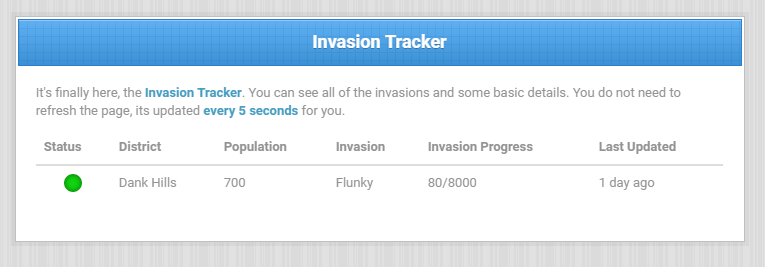 Invasion Tracker
It's finally here, the Invasion Tracker. You can see all of the invasions and some basic details. You do not need to
refresh the page, its updated every 5 seconds for you.
Status District Population Invasion Invasion Progress Last Updated
Dank Hills 700 Flunky 80/8000 1 day ago